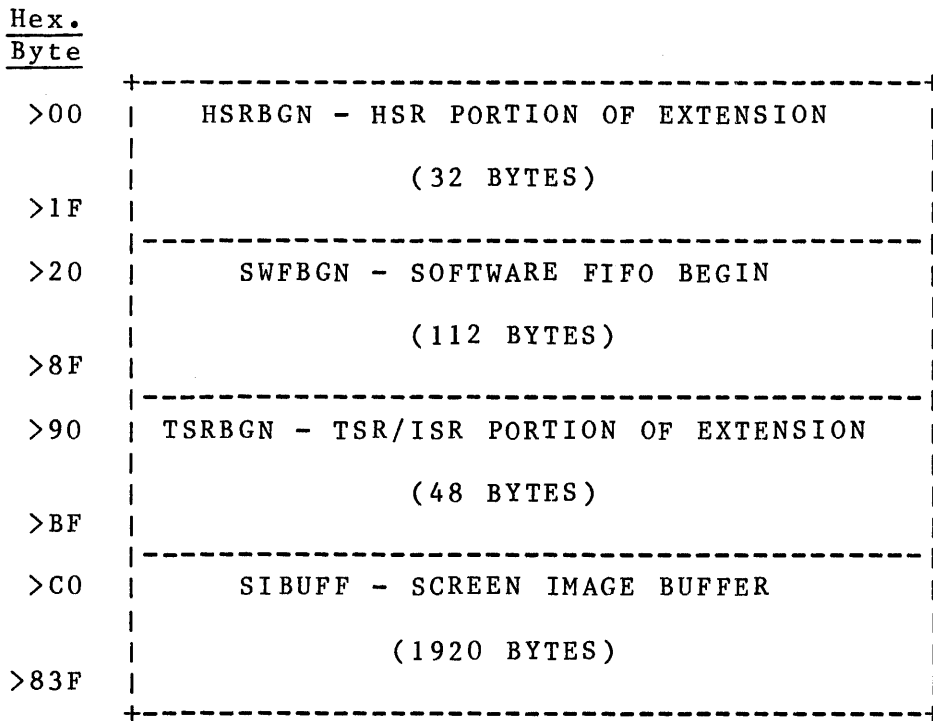 Hex.
Byte
>00 HSRBGN - HSR PORTION OF EXTENSION
(32 BYTES)
>1F
>20 SWFBGN - SOFTWARE FIFO BEGIN
(112 BYTES)
>8F
>90 TSRBGN - TSR/ISR PORTION OF EXTENSION
(48 BYTES)
>BF
>C0 SIBUFF - SCREEN IMAGE BUFFER
(1920 BYTES)
>83F